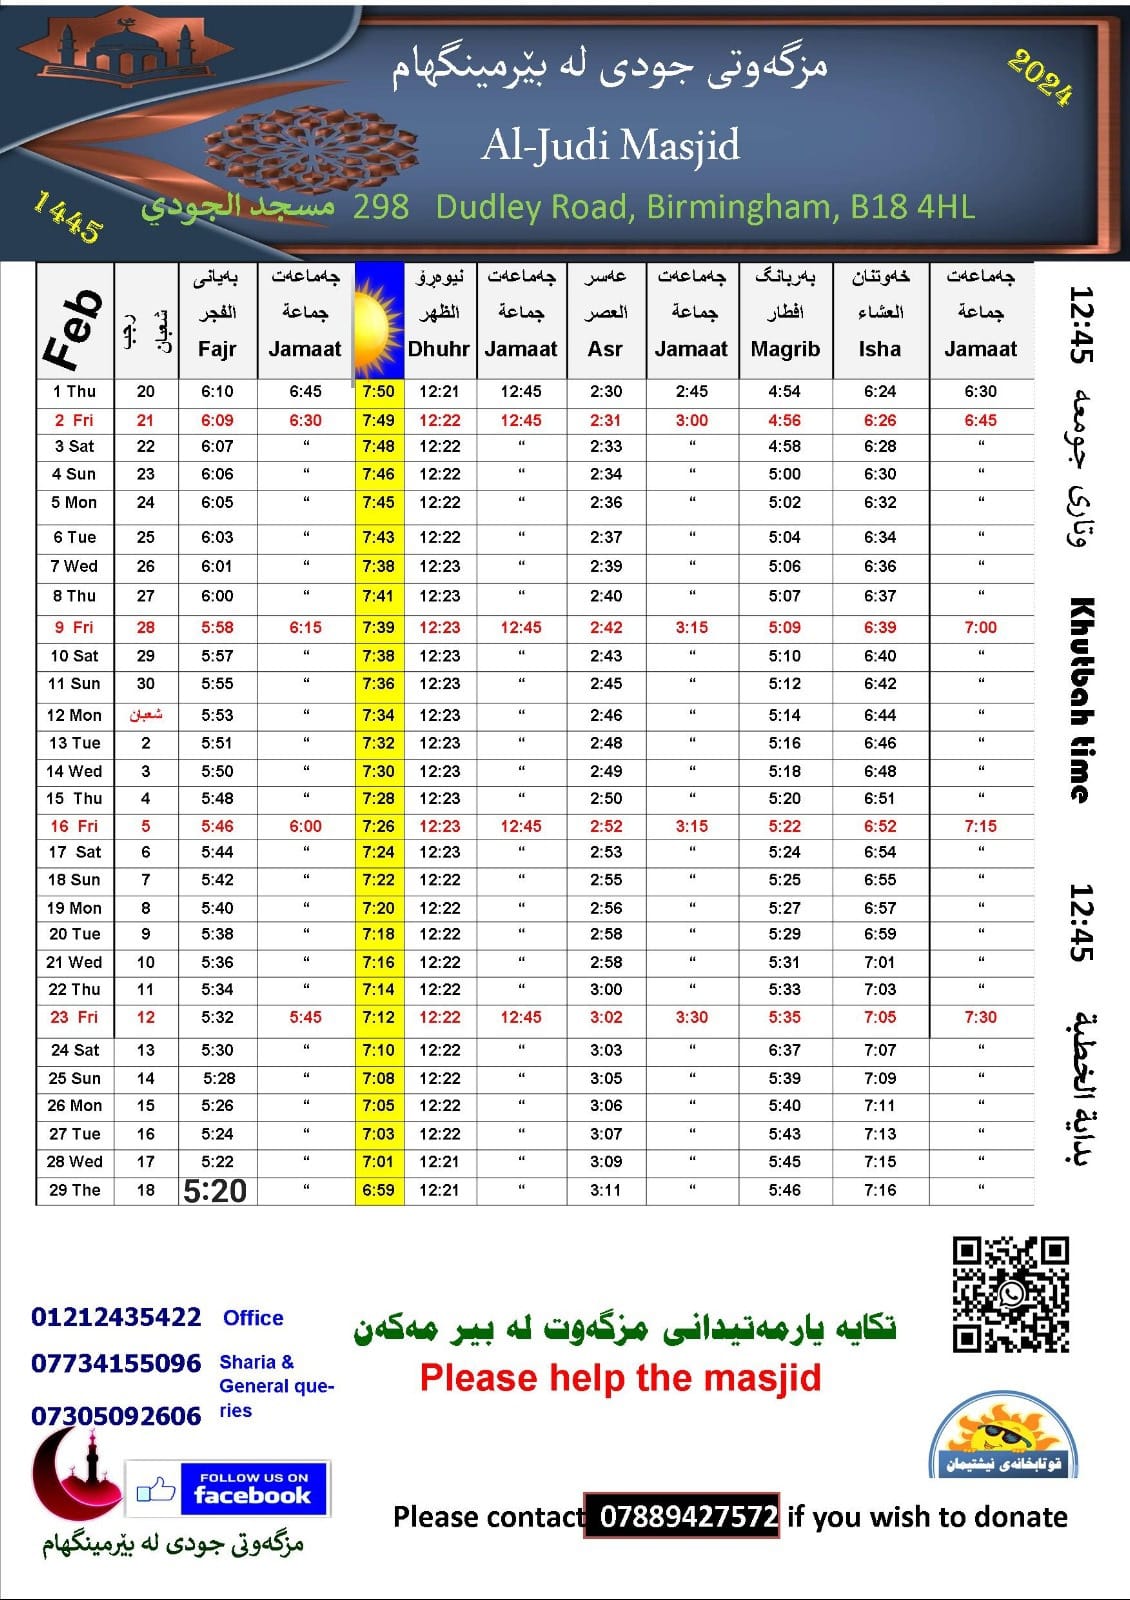 مزگەوتی جودی لە بێرمینگهام
2024
Al-Judi Masjid
1445
مسجد الجودي 298 Dudley Road, Birmingham, B18 4HL
Feb رجب شعبان بەیانی الفجر Fajr جەماعەت جماعة Jamaat نیوەڕۆ الظهر Dhuhr جەماعەت جماعة Jamaat عەسر العصر Asr جەماعەت جماعة Jamaat بەربانگ افطار Magrib خەوتنان العشاء Isha جەماعەت جماعة Jamaat
1 Thu 20 6:10 6:45 7:50 12:21 12:45 2:30 2:45 4:54 6:24 6:30
2 Fri 21 6:09 6:30 7:49 12:22 12:45 2:31 3:00 4:56 6:26 6:45
3 Sat 22 6:07 “ 7:48 12:22 “ 2:33 “ 4:58 6:28 “
4 Sun 23 6:06 “ 7:46 12:22 “ 2:34 “ 5:00 6:30 “
5 Mon 24 6:05 “ 7:45 12:22 “ 2:36 “ 5:02 6:32 “
6 Tue 25 6:03 “ 7:43 12:22 “ 2:37 “ 5:04 6:34 “
7 Wed 26 6:01 “ 7:38 12:23 “ 2:39 “ 5:06 6:36 “
8 Thu 27 6:00 “ 7:41 12:23 “ 2:40 “ 5:07 6:37 “
9 Fri 28 5:58 6:15 7:39 12:23 12:45 2:42 3:15 5:09 6:39 7:00
10 Sat 29 5:57 “ 7:38 12:23 “ 2:43 “ 5:10 6:40 “
11 Sun 30 5:55 “ 7:36 12:23 “ 2:45 “ 5:12 6:42 “
12 Mon شعبان 5:53 “ 7:34 12:23 “ 2:46 “ 5:14 6:44 “
13 Tue 2 5:51 “ 7:32 12:23 “ 2:48 “ 5:16 6:46 “
14 Wed 3 5:50 “ 7:30 12:23 “ 2:49 “ 5:18 6:48 “
15 Thu 4 5:48 “ 7:28 12:23 “ 2:50 “ 5:20 6:51 “
16 Fri 5 5:46 6:00 7:26 12:23 12:45 2:52 3:15 5:22 6:52 7:15
17 Sat 6 5:44 “ 7:24 12:23 “ 2:53 “ 5:24 6:54 “
18 Sun 7 5:42 “ 7:22 12:22 “ 2:55 “ 5:25 6:55 “
19 Mon 8 5:40 “ 7:20 12:22 “ 2:56 “ 5:27 6:57 “
20 Tue 9 5:38 “ 7:18 12:22 “ 2:58 “ 5:29 6:59 “
21 Wed 10 5:36 “ 7:16 12:22 “ 2:58 “ 5:31 7:01 “
22 Thu 11 5:34 “ 7:14 12:22 “ 3:00 “ 5:33 7:03 “
23 Fri 12 5:32 5:45 7:12 12:22 12:45 3:02 3:30 5:35 7:05 7:30
24 Sat 13 5:30 “ 7:10 12:22 “ 3:03 “ 6:37 7:07 “
25 Sun 14 5:28 “ 7:08 12:22 “ 3:05 “ 5:39 7:09 “
26 Mon 15 5:26 “ 7:05 12:22 “ 3:06 “ 5:40 7:11 “
27 Tue 16 5:24 “ 7:03 12:22 “ 3:07 “ 5:43 7:13 “
28 Wed 17 5:22 “ 7:01 12:21 “ 3:09 “ 5:45 7:15 “
29 The 18 5:20 “ 6:59 12:21 “ 3:11 “ 5:46 7:16 “
12:45 وتاری جومعە Khutbah time 12:45 بداية الخطبة
01212435422 Office
07734155096 Sharia &
General que-
ries
07305092606
تکایە یارمەتیدانی مزگەوت لە بیر مەکەن
Please help the masjid
قوتابخانەی نیشتیمان
FOLLOW US ON
facebook
مزگەوتی جودی لە بێرمینگهام
Please contact 07889427572 if you wish to donate